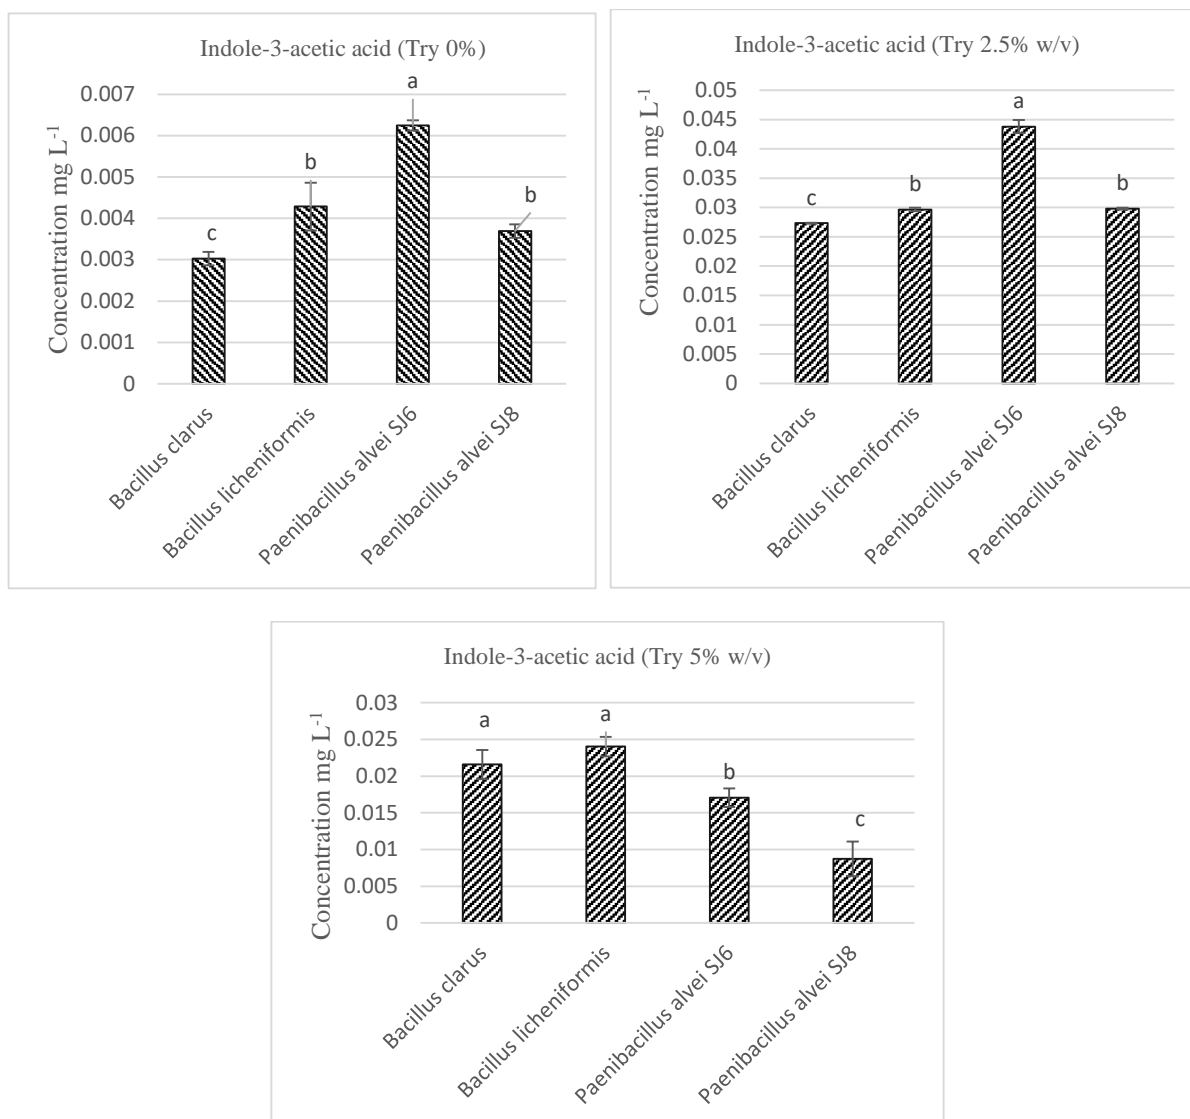 Indole-3-acetic acid (Try 0%)
Concentration mg L-1
0.007
0.006
0.005
0.004
0.003
0.002
0.001
0
c
b
a
b
Bacillus clarus
Bacillus licheniformis
Paenibacillus alvei SJ6
Paenibacillus alvei SJ8
Indole-3-acetic acid (Try 2.5% w/v)
Concentration mg L-1
0.05
0.045
0.04
0.035
0.03
0.025
0.02
0.015
0.01
0.005
0
c
b
a
b
Bacillus clarus
Bacillus licheniformis
Paenibacillus alvei SJ6
Paenibacillus alvei SJ8
Indole-3-acetic acid (Try 5% w/v)
Concentration mg L-1
0.03
0.025
0.02
0.015
0.01
0.005
0
a
a
b
c
Bacillus clarus
Bacillus licheniformis
Paenibacillus alvei SJ6
Paenibacillus alvei SJ8